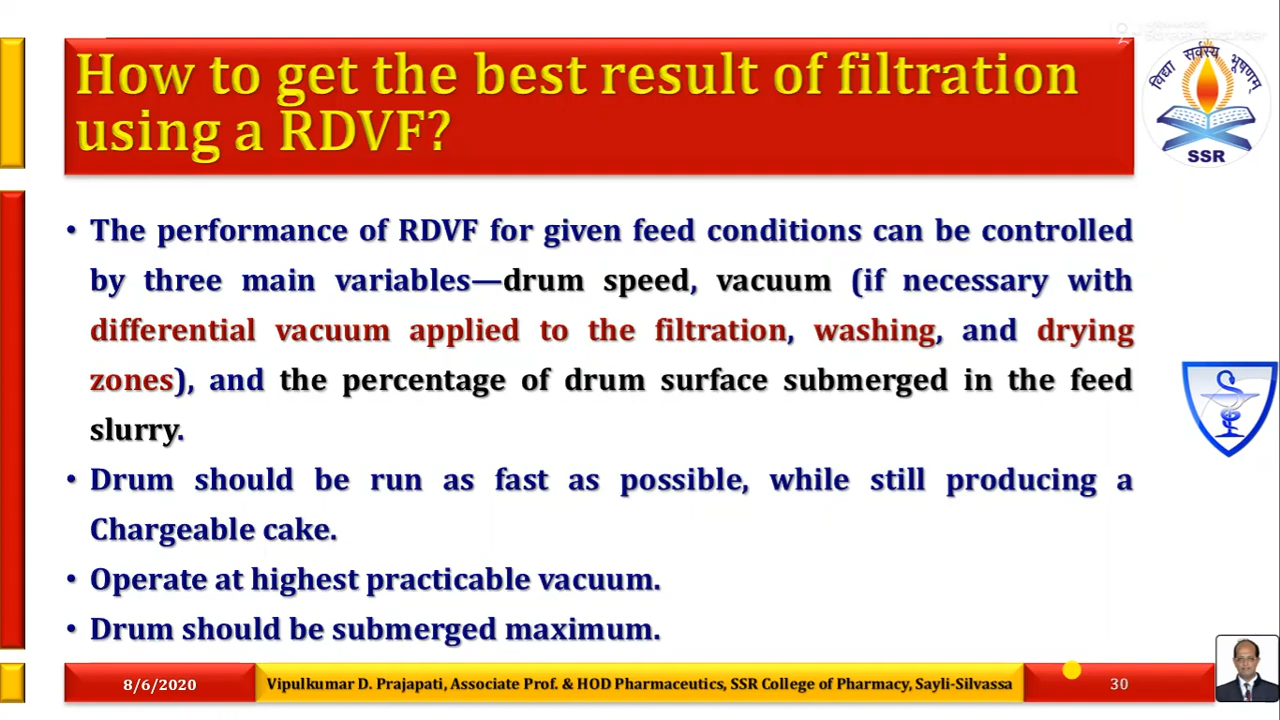 How to get the best result of filtration
using a RDVF?
विद्या सर्वस्य भूषणम्
SSR
• The performance of RDVF for given feed conditions can be controlled
by three main variables—drum speed, vacuum (if necessary with
differential vacuum applied to the filtration, washing, and drying
zones), and the percentage of drum surface submerged in the feed
slurry.
• Drum should be run as fast as possible, while still producing a
Chargeable cake.
• Operate at highest practicable vacuum.
• Drum should be submerged maximum.
8/6/2020
Vipulkumar D. Prajapati, Associate Prof. & HOD Pharmaceutics, SSR College of Pharmacy, Sayli-Silvassa
30